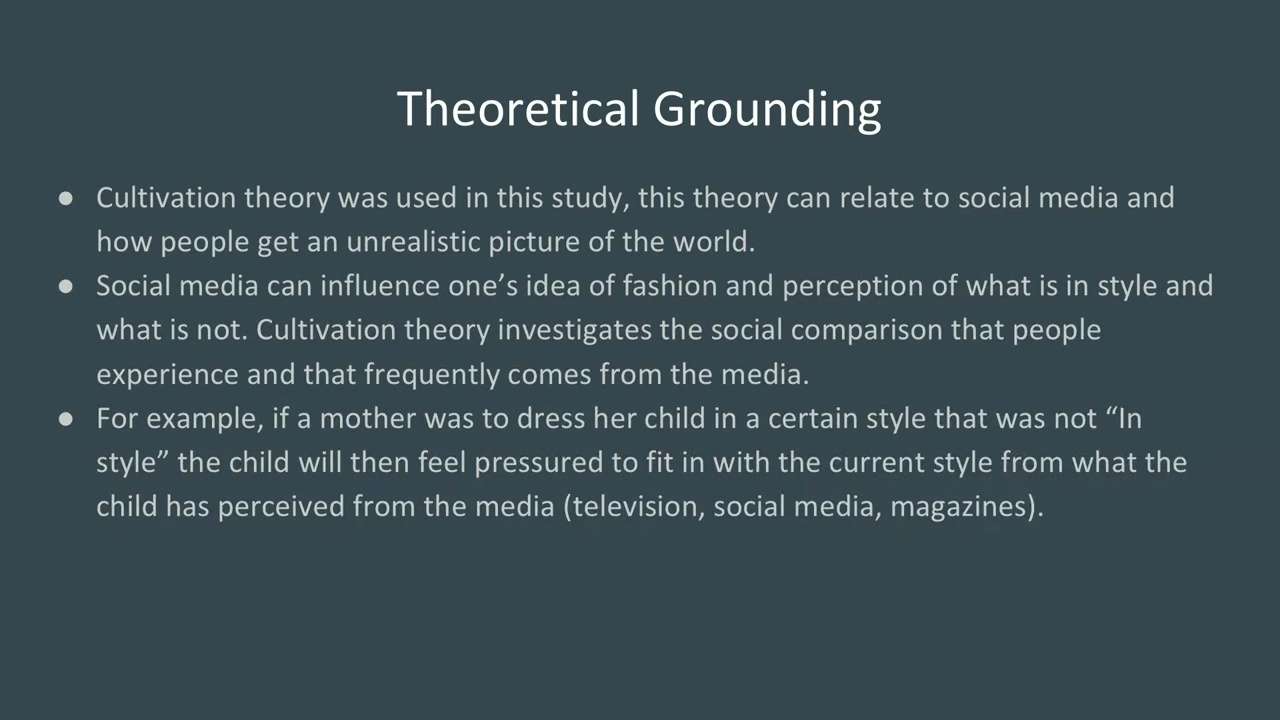 Theoretical Grounding
● Cultivation theory was used in this study, this theory can relate to social media and
how people get an unrealistic picture of the world.
● Social media can influence one’s idea of fashion and perception of what is in style and
what is not. Cultivation theory investigates the social comparison that people
experience and that frequently comes from the media.
● For example, if a mother was to dress her child in a certain style that was not “In
style” the child will then feel pressured to fit in with the current style from what the
child has perceived from the media (television, social media, magazines).